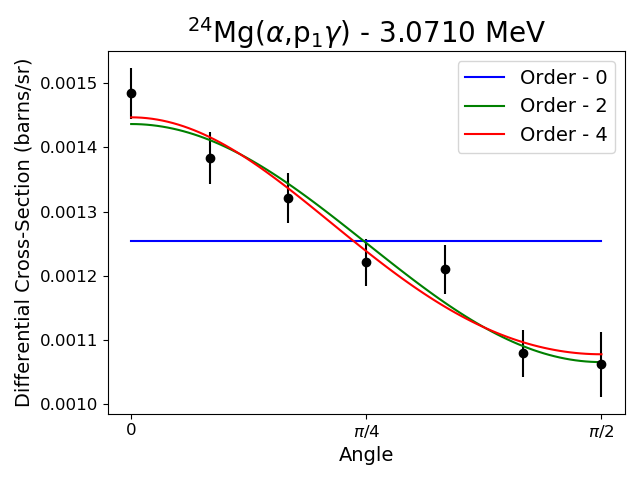 ²⁴Mg(α,p₁γ) - 3.0710 MeV
Order - 0
Order - 2
Order - 4
Differential Cross-Section (barns/sr)
0.0015
0.0014
0.0013
0.0012
0.0011
0.0010
0
π/4
π/2
Angle